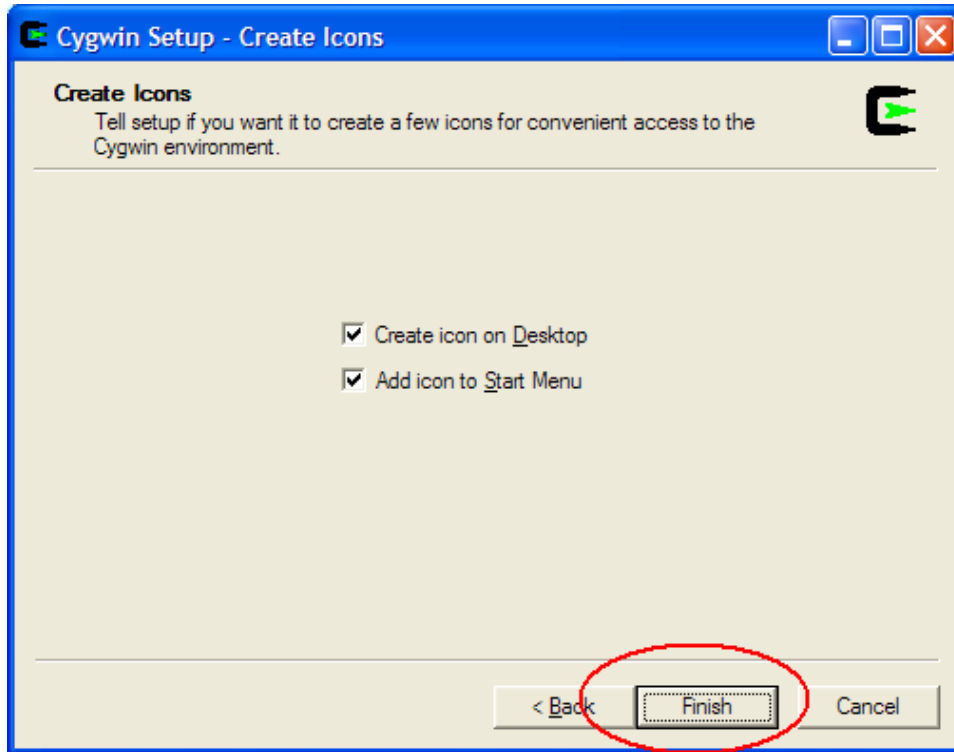 Cygwin Setup - Create Icons
Create Icons
Tell setup if you want it to create a few icons for convenient access to the
Cygwin environment.
Create icon on Desktop
Add icon to Start Menu
< Back Finish Cancel